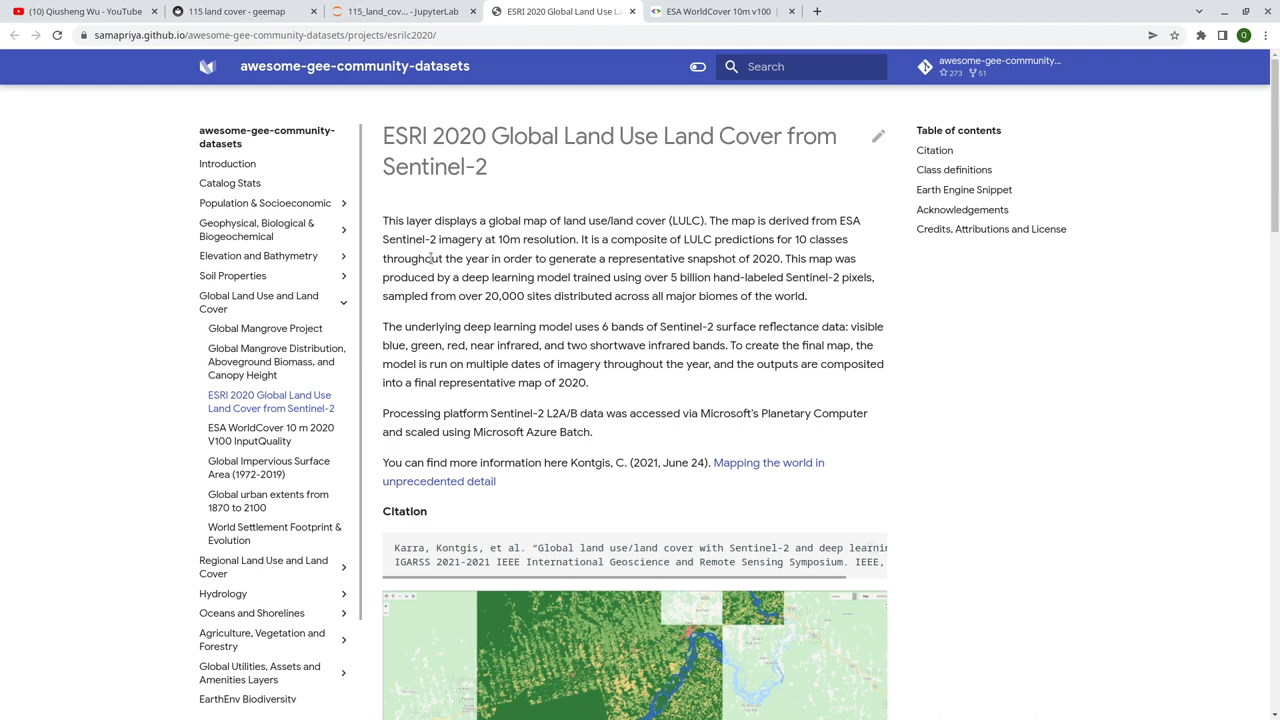 (10) Qiusheng Wu - YouTube
115 land cover - geemap
115_land_cov... - JupyterLab
ESRI 2020 Global Land Use La
ESA WorldCover 10m v100
samapriya.github.io/awesome-gee-community-datasets/projects/esrilc2020/
Q
awesome-gee-community-datasets
Search
awesome-gee-community...
273 51
awesome-gee-community-
datasets
Introduction
Catalog Stats
Population & Socioeconomic
Geophysical, Biological &
Biogeochemical
Elevation and Bathymetry
Soil Properties
Global Land Use and Land
Cover
Global Mangrove Project
Global Mangrove Distribution,
Aboveground Biomass, and
Canopy Height
ESRI 2020 Global Land Use
Land Cover from Sentinel-2
ESA WorldCover 10 m 2020
V100 InputQuality
Global Impervious Surface
Area (1972-2019)
Global urban extents from
1870 to 2100
World Settlement Footprint &
Evolution
Regional Land Use and Land
Cover
Hydrology
Oceans and Shorelines
Agriculture, Vegetation and
Forestry
Global Utilities, Assets and
Amenities Layers
EarthEnv Biodiversity
ESRI 2020 Global Land Use Land Cover from
Sentinel-2
This layer displays a global map of land use/land cover (LULC). The map is derived from ESA
Sentinel-2 imagery at 10m resolution. It is a composite of LULC predictions for 10 classes
throughout the year in order to generate a representative snapshot of 2020. This map was
produced by a deep learning model trained using over 5 billion hand-labeled Sentinel-2 pixels,
sampled from over 20,000 sites distributed across all major biomes of the world.
The underlying deep learning model uses 6 bands of Sentinel-2 surface reflectance data: visible
blue, green, red, near infrared, and two shortwave infrared bands. To create the final map, the
model is run on multiple dates of imagery throughout the year, and the outputs are composited
into a final representative map of 2020.
Processing platform Sentinel-2 L2A/B data was accessed via Microsoft's Planetary Computer
and scaled using Microsoft Azure Batch.
You can find more information here Kontgis, C. (2021, June 24). Mapping the world in
unprecedented detail
Citation
Karra, Kontgis, et al. "Global land use/land cover with Sentinel-2 and deep learnin
IGARSS 2021-2021 IEEE International Geoscience and Remote Sensing Symposium. IEEE,
Table of contents
Citation
Class definitions
Earth Engine Snippet
Acknowledgements
Credits, Attributions and License